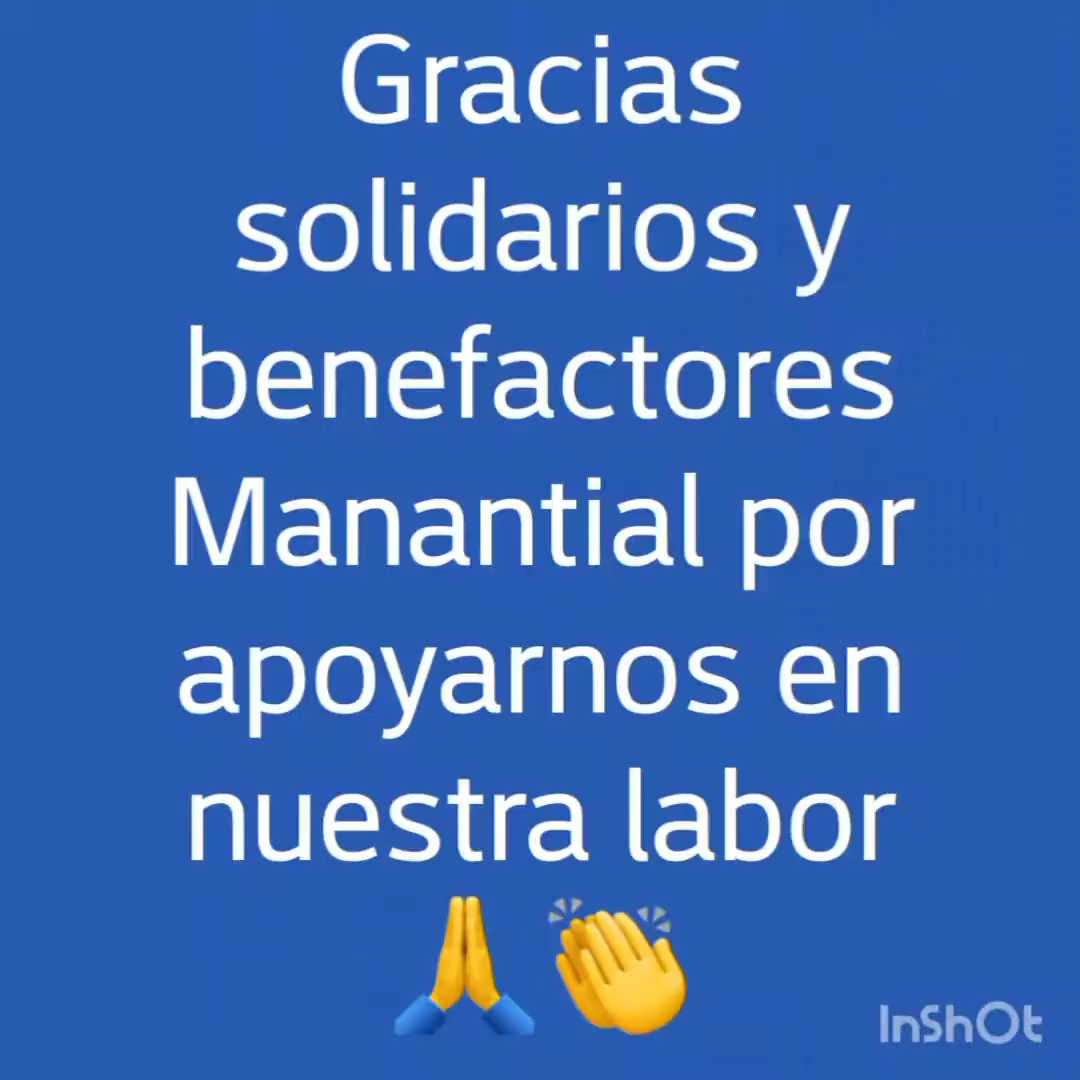 Gracias
solidarios y
benefactores
Manantial por
apoyarnos en
nuestra labor
🙏👏
InShOt